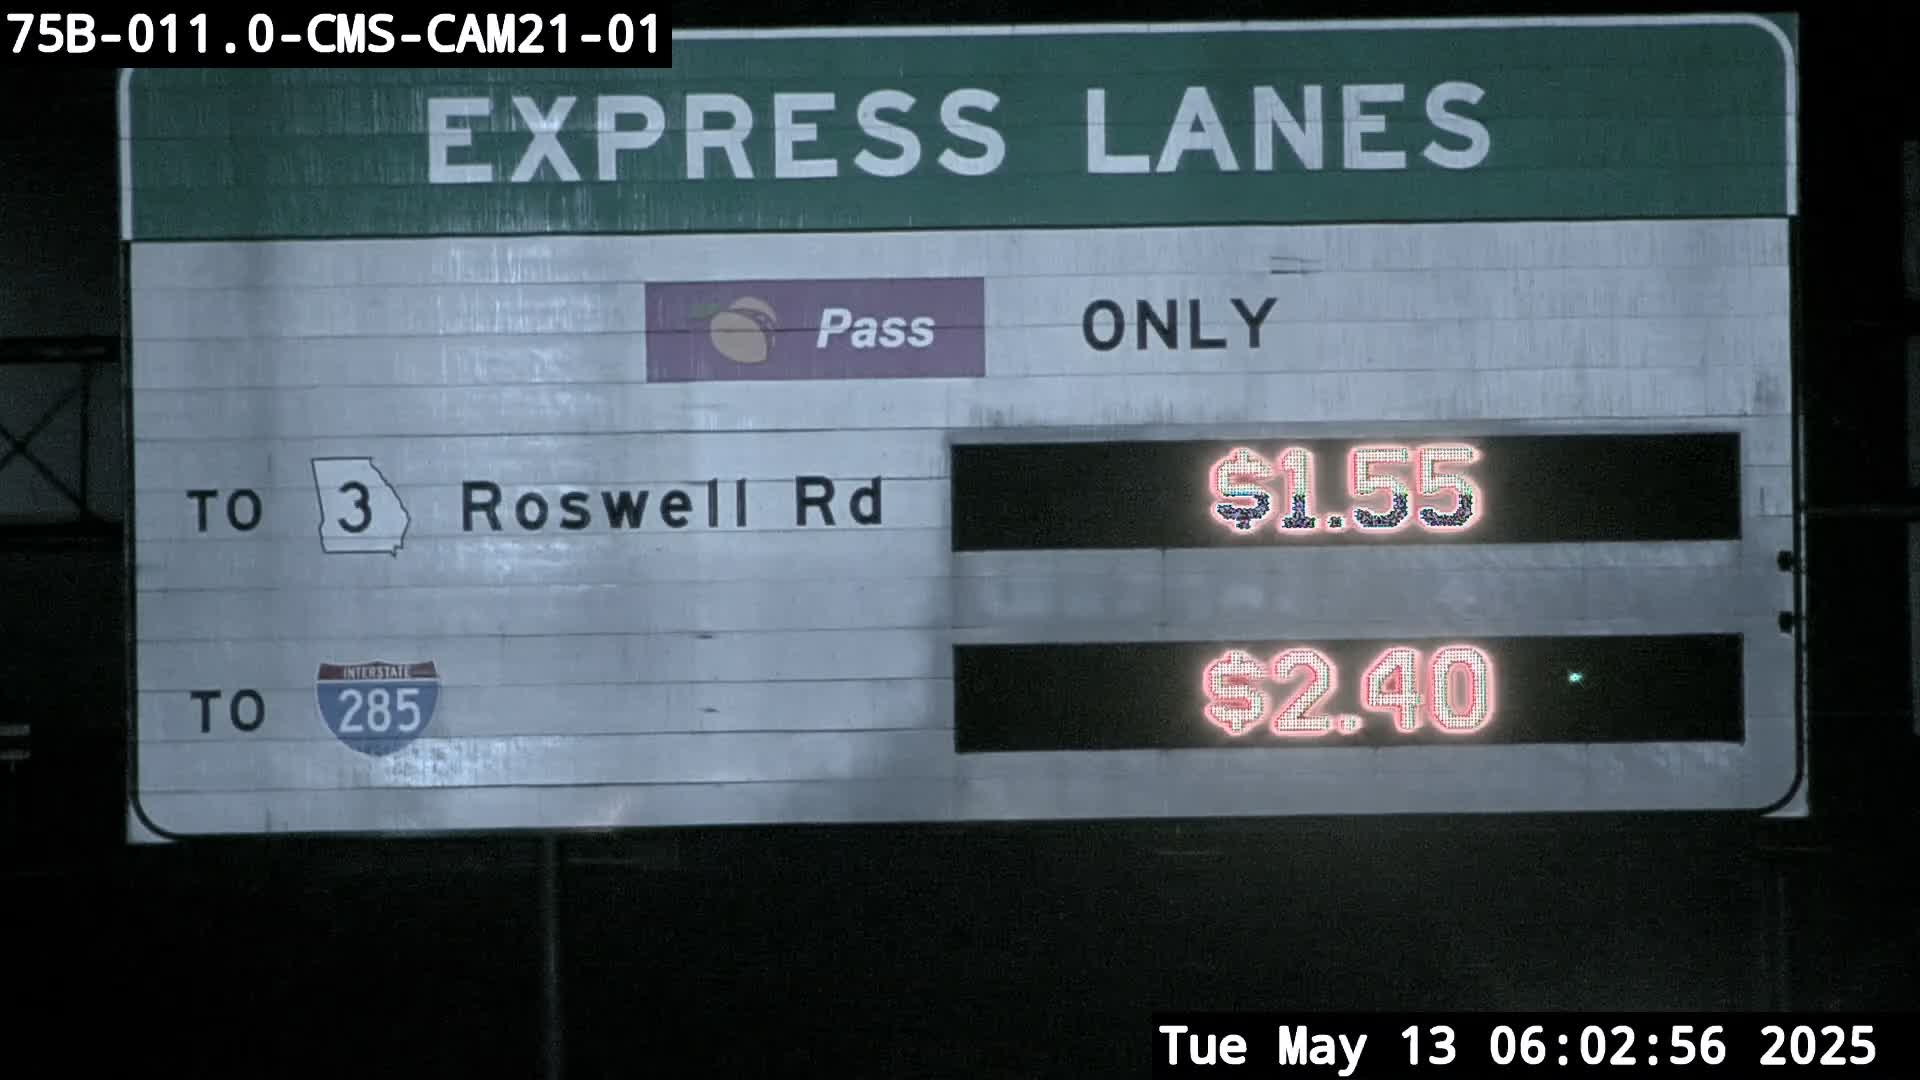 75B-011.0-CMS-CAM21-01
EXPRESS LANES
Pass ONLY
TO 3 Roswell Rd $1.55
TO INTERSTATE 285 $2.40
Tue May 13 06:02:56 2025